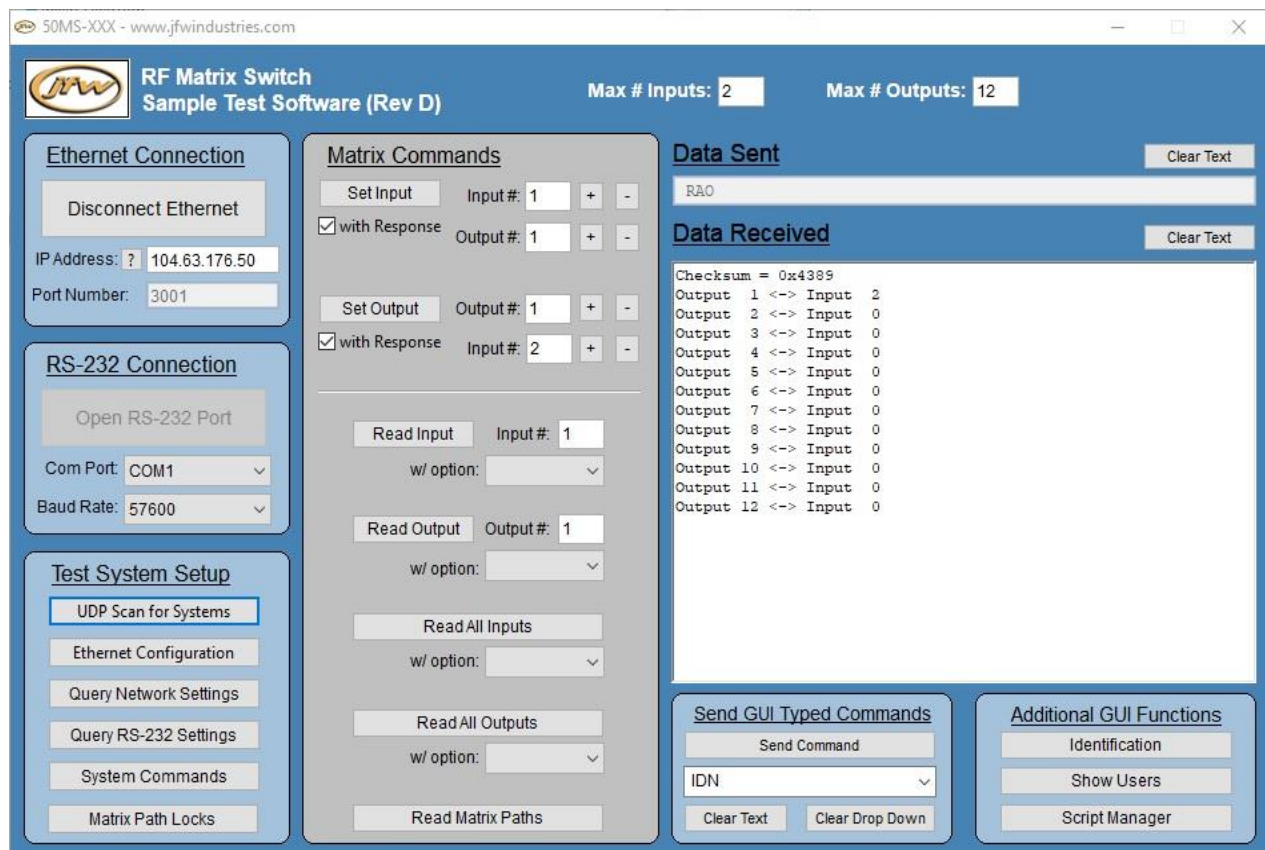 50MS-XXX - www.jfwindustries.com
JFW
RF Matrix Switch
Sample Test Software (Rev D)
Max # Inputs: 2
Max # Outputs: 12
Ethernet Connection
Disconnect Ethernet
IP Address: ? 104.63.176.50
Port Number: 3001
RS-232 Connection
Open RS-232 Port
Com Port: COM1
Baud Rate: 57600
Test System Setup
UDP Scan for Systems
Ethernet Configuration
Query Network Settings
Query RS-232 Settings
System Commands
Matrix Path Locks
Matrix Commands
Set Input Input #: 1 + -
with Response Output #: 1 + -
Set Output Output #: 1 + -
with Response Input #: 2 + -
Read Input Input #: 1
w/ option:
Read Output Output #: 1
w/ option:
Read All Inputs
w/ option:
Read All Outputs
w/ option:
Read Matrix Paths
Data Sent
Clear Text
RAO
Data Received
Clear Text
Checksum = 0x4389
Output 1 <-> Input 2
Output 2 <-> Input 0
Output 3 <-> Input 0
Output 4 <-> Input 0
Output 5 <-> Input 0
Output 6 <-> Input 0
Output 7 <-> Input 0
Output 8 <-> Input 0
Output 9 <-> Input 0
Output 10 <-> Input 0
Output 11 <-> Input 0
Output 12 <-> Input 0
Send GUI Typed Commands
Send Command
IDN
Clear Text Clear Drop Down
Additional GUI Functions
Identification
Show Users
Script Manager